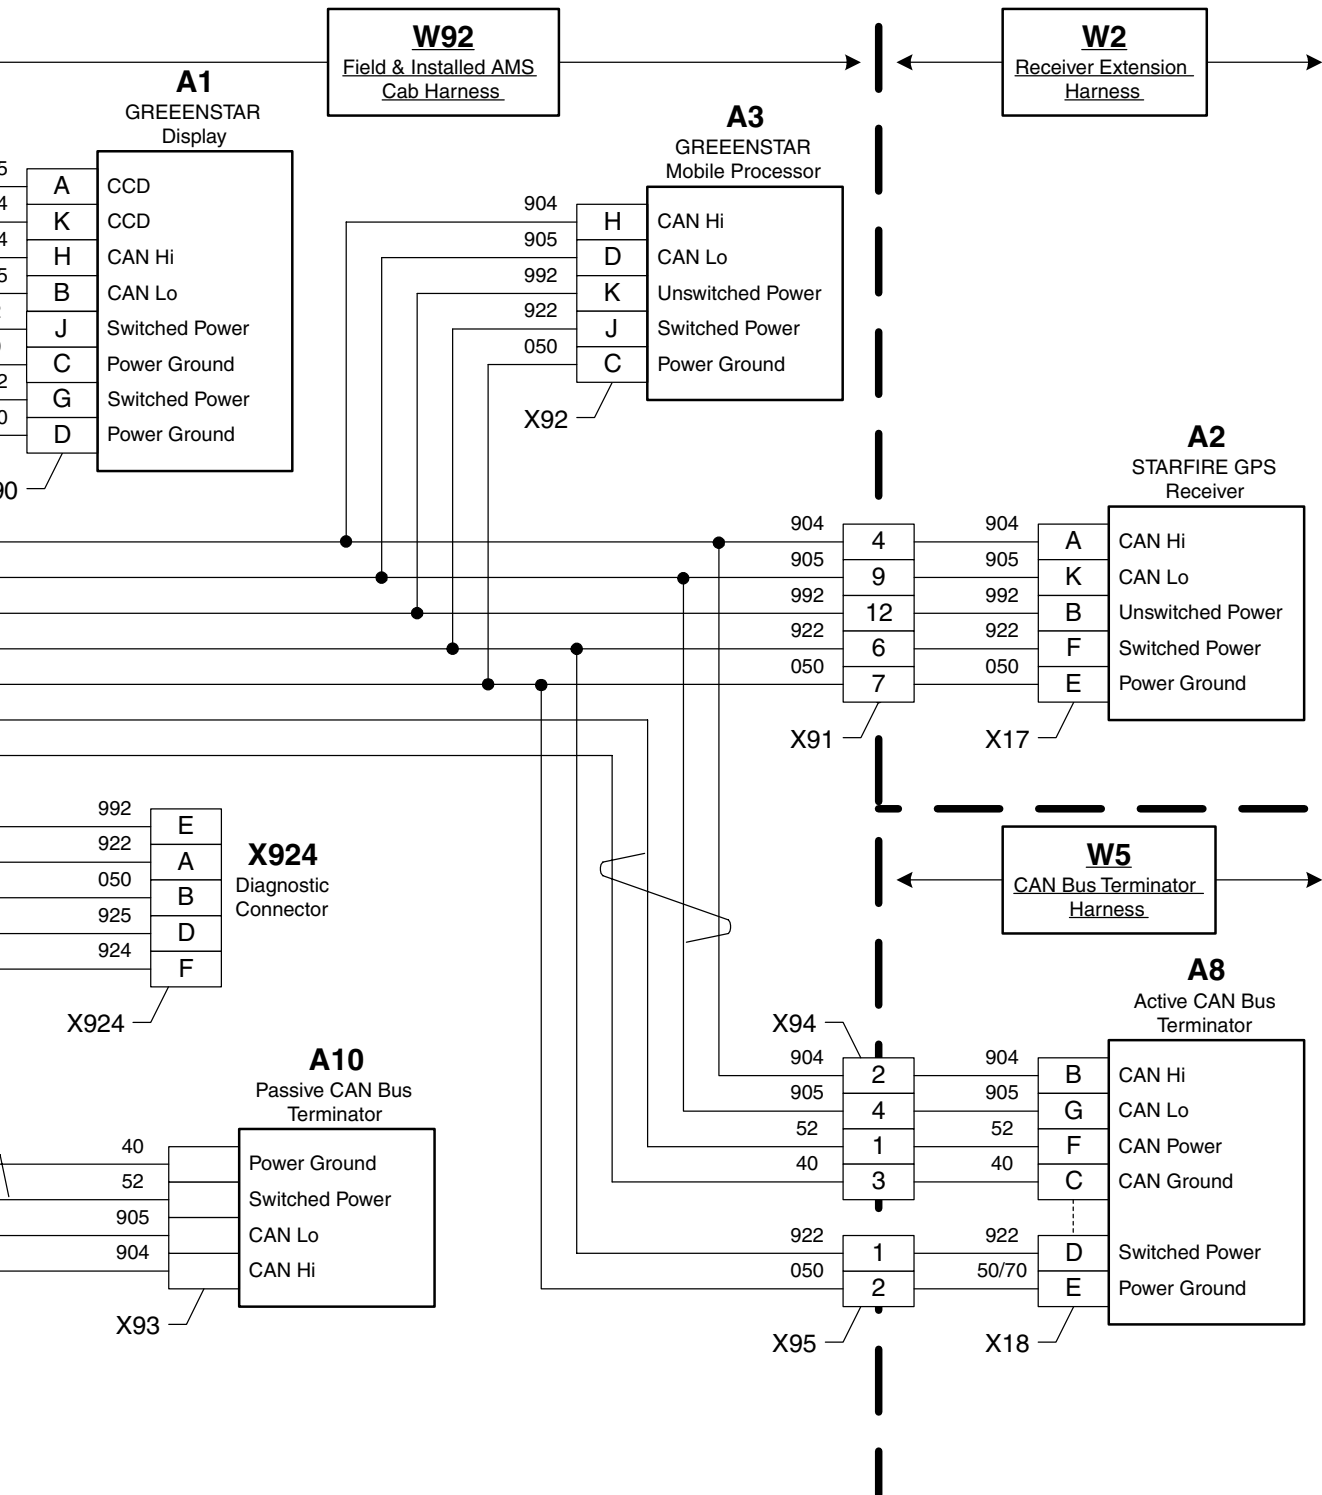 W92
Field & Installed AMS
Cab Harness
W2
Receiver Extension
Harness
A1
GREEENSTAR
Display
5
A
CCD
4
K
CCD
4
H
CAN Hi
5
B
CAN Lo
J
Switched Power
C
Power Ground
2
G
Switched Power
0
D
Power Ground
90
A3
GREEENSTAR
Mobile Processor
904
H
CAN Hi
905
D
CAN Lo
992
K
Unswitched Power
922
J
Switched Power
050
C
Power Ground
X92
A2
STARFIRE GPS
Receiver
904
4
904
A
CAN Hi
905
9
905
K
CAN Lo
992
12
992
B
Unswitched Power
922
6
922
F
Switched Power
050
7
050
E
Power Ground
X91
X17
992
E
922
A
050
B
925
D
924
F
X924
Diagnostic
Connector
X924
W5
CAN Bus Terminator
Harness
A10
Passive CAN Bus
Terminator
40
Power Ground
52
Switched Power
905
CAN Lo
904
CAN Hi
X93
A8
Active CAN Bus
Terminator
X94
904
2
904
B
CAN Hi
905
4
905
G
CAN Lo
52
1
52
F
CAN Power
40
3
40
C
CAN Ground
922
1
922
D
Switched Power
050
2
50/70
E
Power Ground
X95
X18